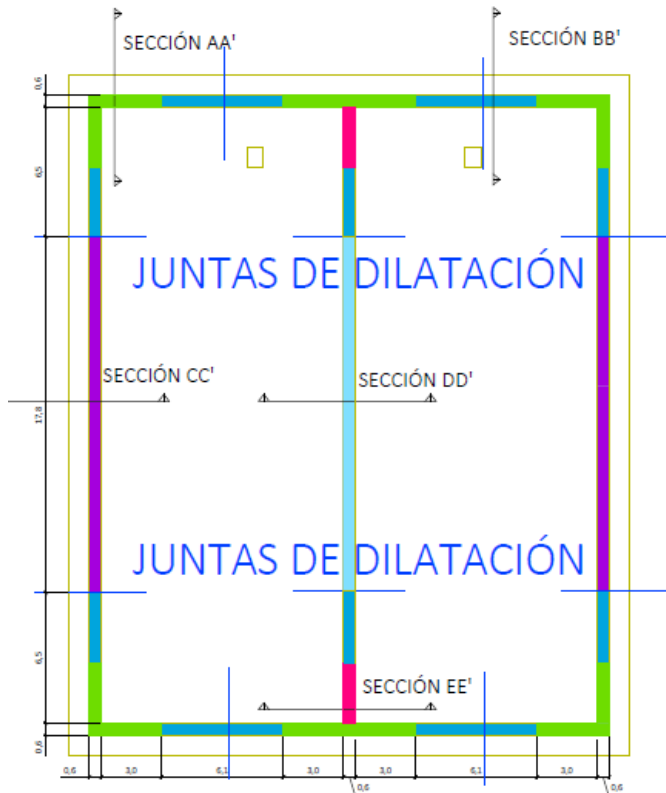 SECCIÓN AA'
SECCIÓN BB'
0,6
6,5
JUNTAS DE DILATACIÓN
SECCIÓN CC'
SECCIÓN DD'
17,8
JUNTAS DE DILATACIÓN
6,5
SECCIÓN EE'
0,6
0,6 3,0 6,1 3,0 0,6 3,0 6,1 3,0 0,6